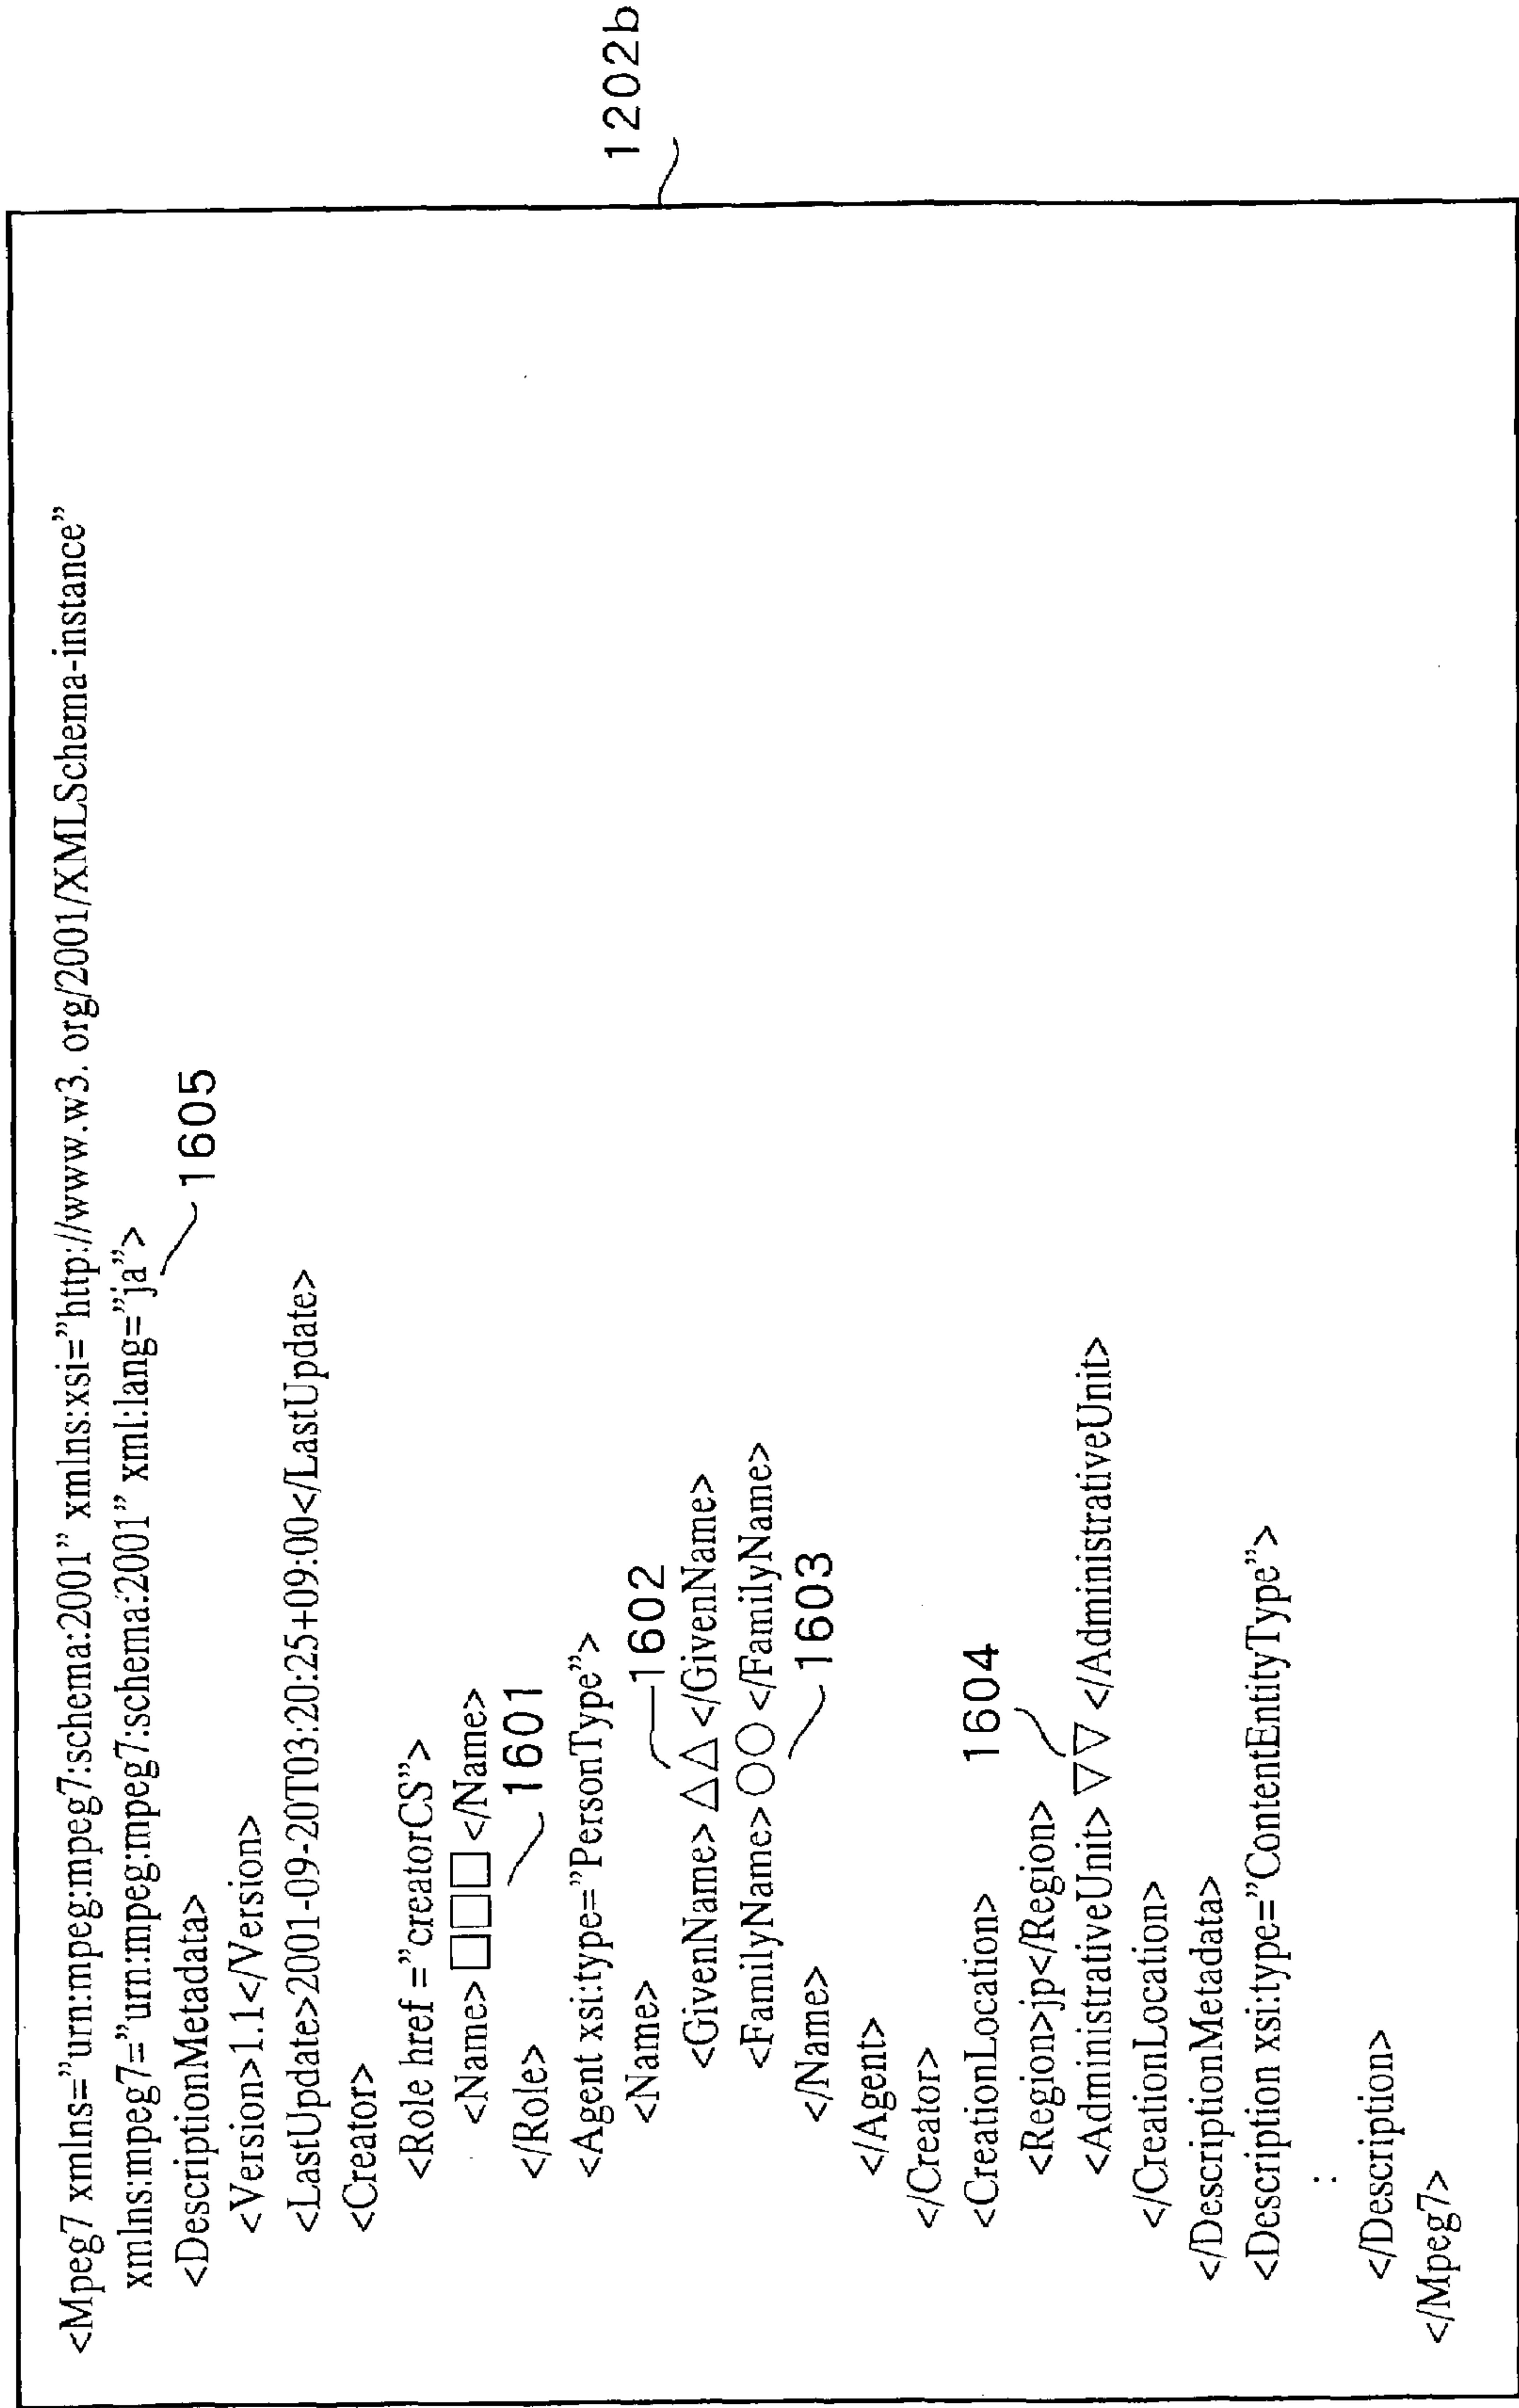 <Mpeg7 xmlns=”urn:mpeg:mpeg7:schema:2001” xmlns:xsi=”http://www.w3. org/2001/XMLSchema-instance”
xmlns:mpeg7=”urn:mpeg:mpeg7:schema:2001” xml:lang=”ja”>
1605
<DescriptionMetadata>
<Version>1.1</Version>
<LastUpdate>2001-09-20T03:20:25+09:00</LastUpdate>
<Creator>
<Role href =”creatorCS”>
<Name> □□□ </Name>
1601
</Role>
<Agent xsi:type=”PersonType”>
<Name>
1602
<GivenName> △△ </GivenName>
<FamilyName> ○○ </FamilyName>
1603
</Name>
</Agent>
</Creator>
<CreationLocation>
1604
<Region>jp</Region>
<AdministrativeUnit> ▽▽ </AdministrativeUnit>
</CreationLocation>
</DescriptionMetadata>
<Description xsi:type=”ContentEntityType”>
:
</Description>
</Mpeg7>
1202b